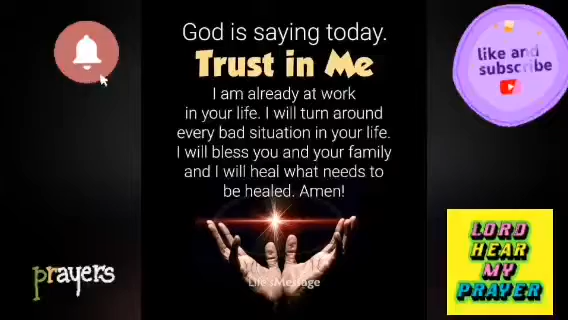 God is saying today.
Trust in Me
I am already at work
in your life. I will turn around
every bad situation in your life.
I will bless you and your family
and I will heal what needs to
be healed. Amen!
Life'sMessage
like and
subscribe
prayers
LORD
HEAR
MY
PRAYER